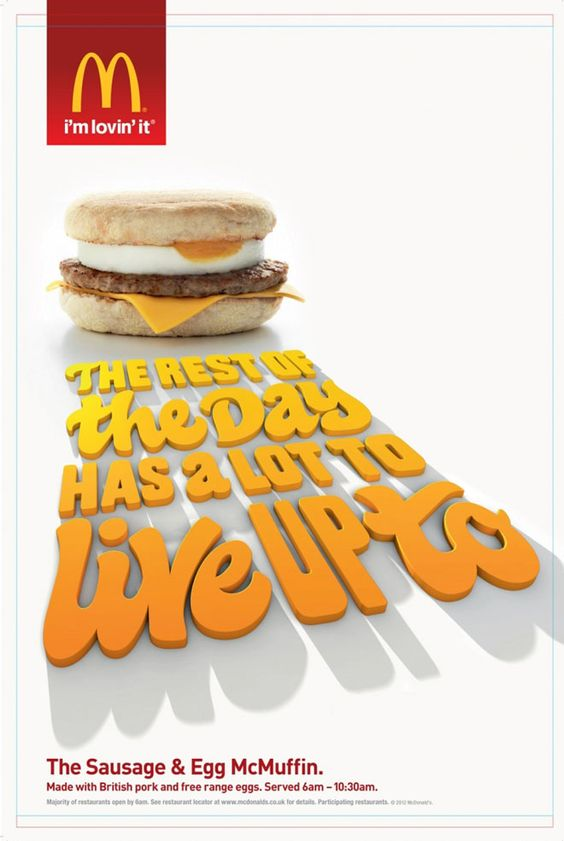 i'm lovin' it®
THE REST OF
the Day
HAS a LOT TO
live UP to
The Sausage & Egg McMuffin.
Made with British pork and free range eggs. Served 6am – 10:30am.
Majority of restaurants open by 6am. See restaurant locator at www.mcdonalds.co.uk for details. Participating restaurants. © 2012 McDonald's.